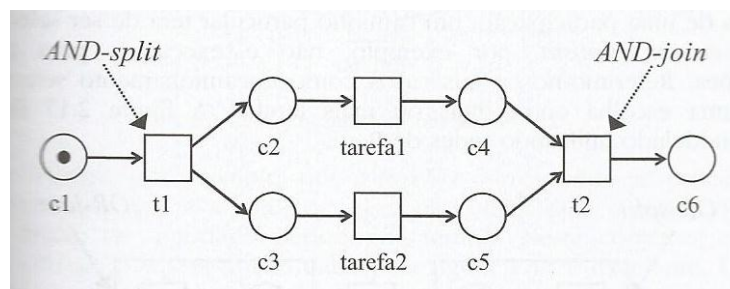 AND-split
AND-join
c2 tarefa1 c4
c1 t1 t2 c6
c3 tarefa2 c5